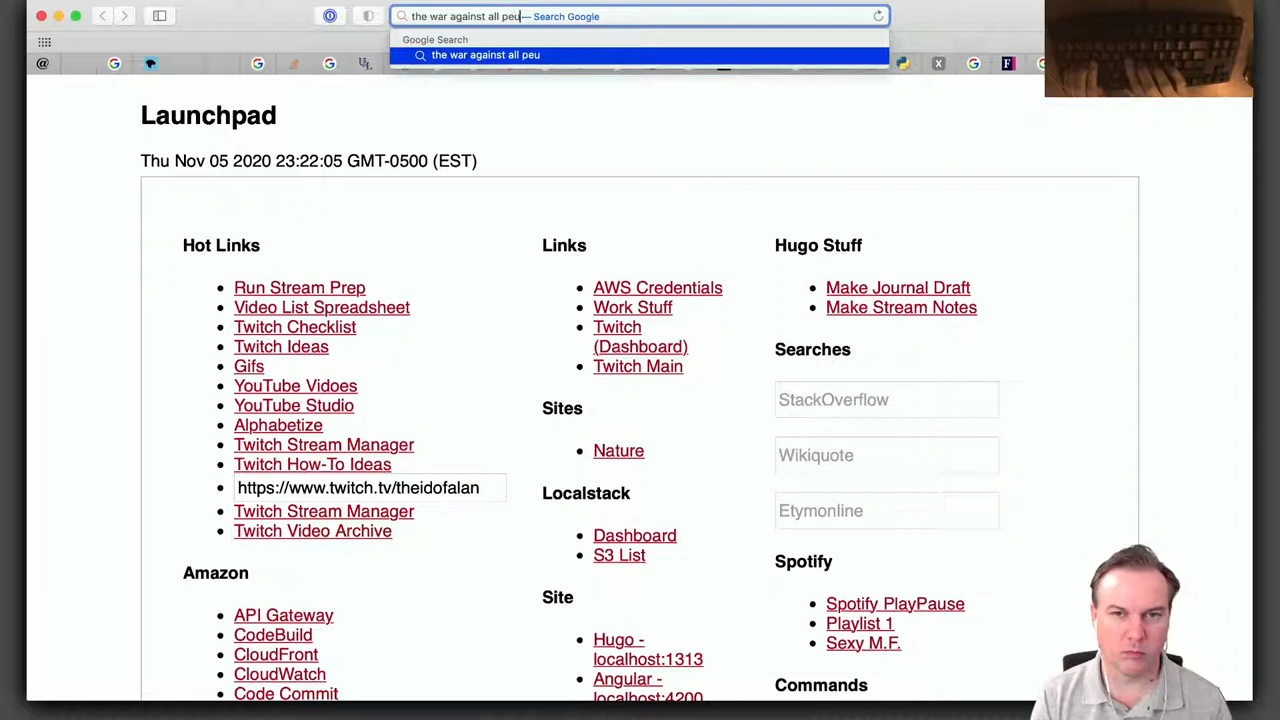 the war against all peu — Search Google
Google Search
the war against all peu
Launchpad
Thu Nov 05 2020 23:22:05 GMT-0500 (EST)
Hot Links
Run Stream Prep
Video List Spreadsheet
Twitch Checklist
Twitch Ideas
Gifs
YouTube Vidoes
YouTube Studio
Alphabetize
Twitch Stream Manager
Twitch How-To Ideas
https://www.twitch.tv/theidofalan
Twitch Stream Manager
Twitch Video Archive
Amazon
API Gateway
CodeBuild
CloudFront
CloudWatch
Code Commit
Links
AWS Credentials
Work Stuff
Twitch
(Dashboard)
Twitch Main
Sites
Nature
Localstack
Dashboard
S3 List
Site
Hugo -
localhost:1313
Angular -
localhost:4200
Hugo Stuff
Make Journal Draft
Make Stream Notes
Searches
StackOverflow
Wikiquote
Etymonline
Spotify
Spotify PlayPause
Playlist 1
Sexy M.F.
Commands